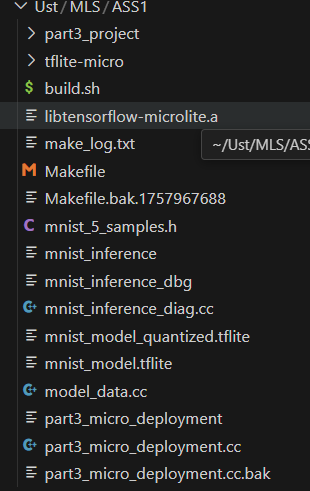 Ust / MLS / ASS1
part3_project
tflite-micro
$ build.sh
libtensorflow-microlite.a
make_log.txt
~/Ust/MLS/ASS
M Makefile
Makefile.bak.1757967688
C mnist_5_samples.h
mnist_inference
mnist_inference_dbg
mnist_inference_diag.cc
mnist_model_quantized.tflite
mnist_model.tflite
model_data.cc
part3_micro_deployment
part3_micro_deployment.cc
part3_micro_deployment.cc.bak